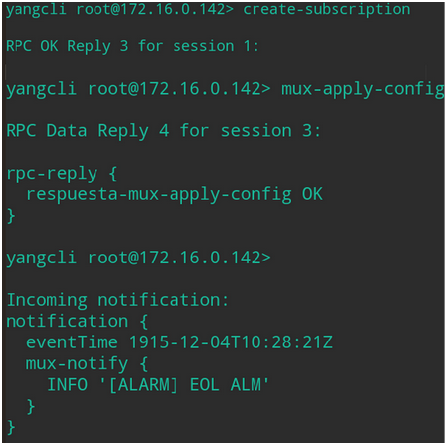 yangcli root@172.16.0.142> create-subscription
RPC OK Reply 3 for session 1:
yangcli root@172.16.0.142> mux-apply-config
RPC Data Reply 4 for session 3:
rpc-reply {
respuesta-mux-apply-config OK
}
yangcli root@172.16.0.142>
Incoming notification:
notification {
eventTime 1915-12-04T10:28:21Z
mux-notify {
INFO '[ALARM] EOL ALM'
}
}